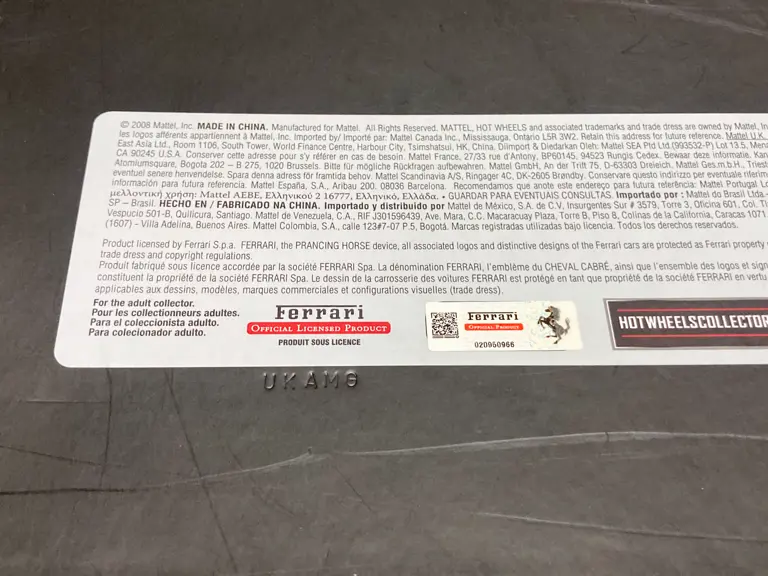 © 2008 Mattel, Inc. MADE IN CHINA. Manufactured for Mattel. All Rights Reserved. MATTEL, HOT WHEELS and associated trademarks and trade dress are owned by Mattel, In
les logos afférents appartiennent à Mattel, Inc. Imported by/ Importé par: Mattel Canada Inc., Mississauga, Ontario L5R 3W2. Retain this address for future reference. Mattel U.K.
East Asia Ltd., Room 1106, South Tower, World Finance Centre, Harbour City, Tsimshatsui, HK, China. Diimport & Diedarkan Oleh: Mattel SEA Ptd Ltd.(993532-P) Lot 13.5, Mena
CA 90245 U.S.A. Conserver cette adresse pour s'y référer en cas de besoin. Mattel France, 27/33 rue d'Antony, BP60145, 94523 Rungis Cedex. Bewaar deze informatie. Kan
Atomiumsquare, Bogota 202 – B 275, 1020 Brussels. Bitte für mögliche Rückfragen aufbewahren. Mattel GmbH, An der Trift 75, D-63303 Dreieich. Mattel Ges.m.b.H., Triest
eventuel senere henvendelse. Spara denna adress för framtida behov. Mattel Scandinavia A/S, Ringager 4C, DK-2605 Brøndby. Conservare questo indirizzo per eventuale riferim
información para futura referencia. Mattel España, S.A., Aribau 200. 08036 Barcelona. Recomendamos que anote este endereço para futura referência: Mattel Portugal Ld
μελλοντική χρήση: Mattel AEBE, Ελληνικού 2 16777, Ελληνικό, Ελλάδα. • GUARDAR PARA EVENTUAIS CONSULTAS. Importado por : Mattel do Brasil Ltda.-
SP – Brasil. HECHO EN / FABRICADO NA CHINA. Importado y distribuido por Mattel de México, S.A. de C.V, Insurgentes Sur # 3579, Torre 3, Oficina 601, Col. T
Vespucio 501-B, Quilicura, Santiago. Mattel de Venezuela, C.A., RIF J301596439, Ave. Mara, C.C. Macaracuay Plaza, Torre B, Piso 8, Colinas de la California, Caracas 1071
(1607) - Villa Adelina, Buenos Aires. Mattel Colombia, S.A., calle 123#7-07 P.5, Bogotá. Marcas registradas utilizadas bajo licencia. Todos los derechos reservados.
Product licensed by Ferrari S.p.a. FERRARI, the PRANCING HORSE device, all associated logos and distinctive designs of the Ferrari cars are protected as Ferrari property
trade dress and copyright regulations.
Produit fabriqué sous licence accordée par la société FERRARI Spa. La dénomination FERRARI, l'emblème du CHEVAL CABRÉ, ainsi que l'ensemble des logos et sign
constituent la propriété de la société FERRARI Spa. Le dessin de la carrosserie des voitures FERRARI est protégé en tant que propriété de la société FERRARI en vertu
applicables aux dessins, modèles, marques commerciales et configurations visuelles (trade dress).
For the adult collector.
Pour les collectionneurs adultes.
Para el coleccionista adulto.
Para colecionador adulto.
Ferrari
OFFICIAL LICENSED PRODUCT
PRODUIT SOUS LICENCE
Ferrari
OFFICIAL PRODUCT
020950966
HOTWHEELSCOLLECTOR
UKAMG